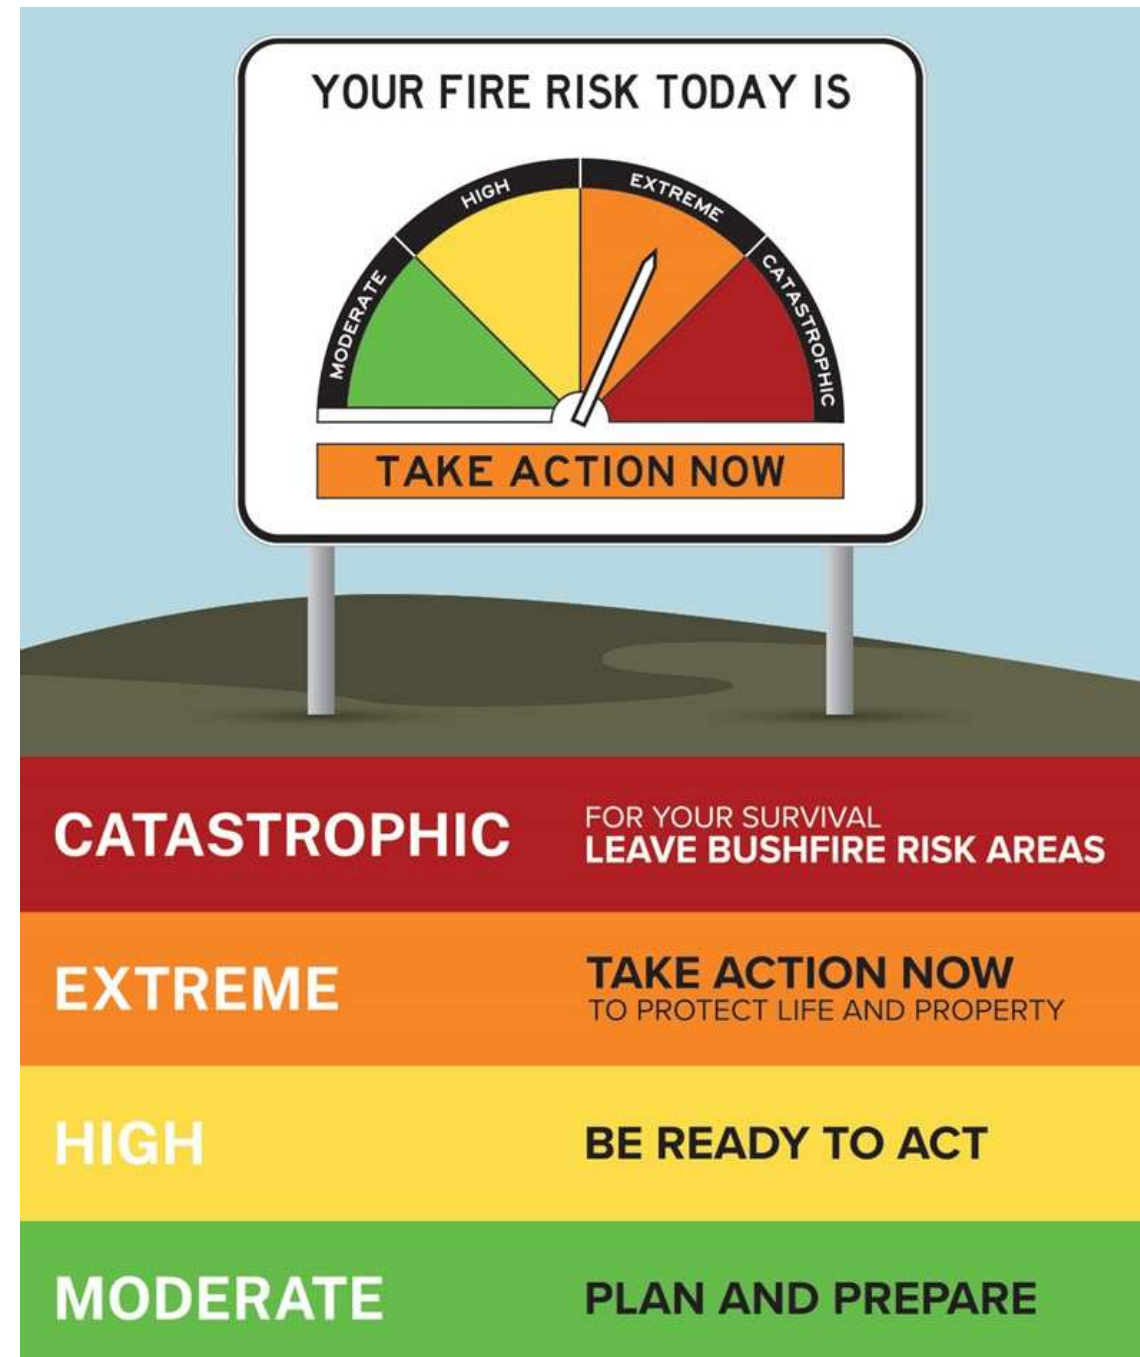 YOUR FIRE RISK TODAY IS
MODERATE
HIGH
EXTREME
CATASTROPHIC
TAKE ACTION NOW
CATASTROPHIC
FOR YOUR SURVIVAL
LEAVE BUSHFIRE RISK AREAS
EXTREME
TAKE ACTION NOW
TO PROTECT LIFE AND PROPERTY
HIGH
BE READY TO ACT
MODERATE
PLAN AND PREPARE